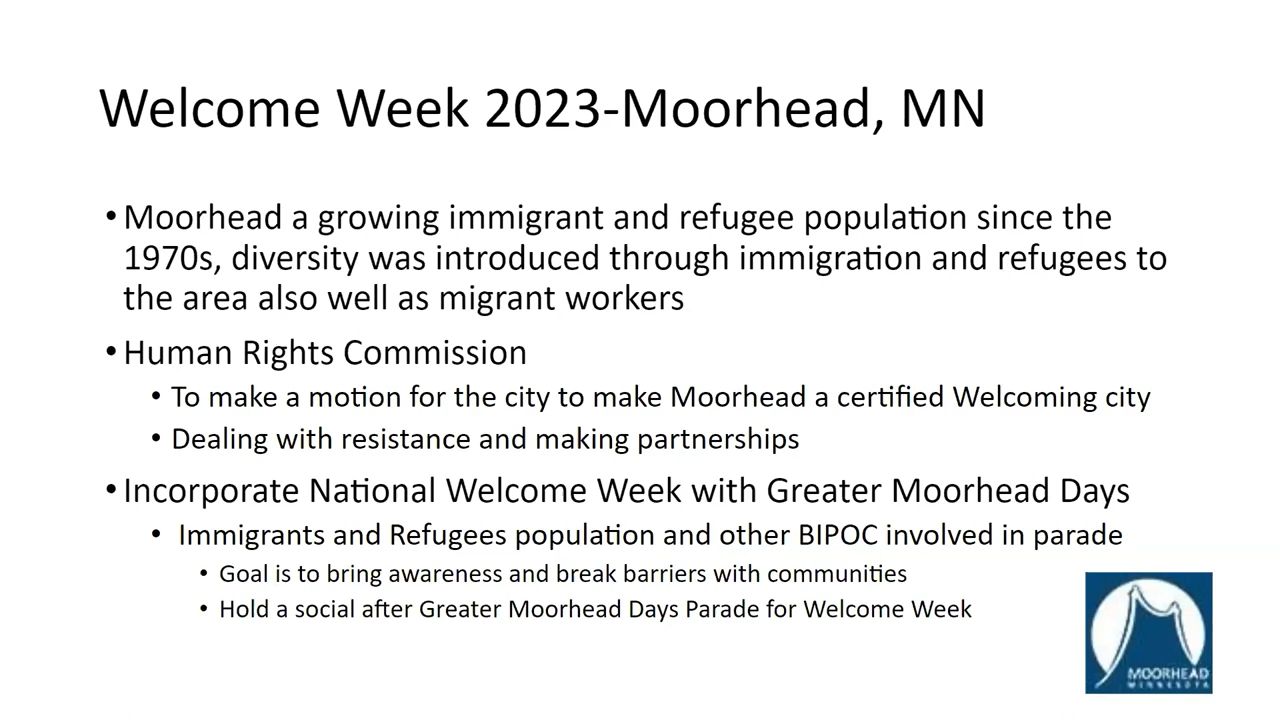 Welcome Week 2023-Moorhead, MN
• Moorhead a growing immigrant and refugee population since the
1970s, diversity was introduced through immigration and refugees to
the area also well as migrant workers
• Human Rights Commission
• To make a motion for the city to make Moorhead a certified Welcoming city
• Dealing with resistance and making partnerships
• Incorporate National Welcome Week with Greater Moorhead Days
• Immigrants and Refugees population and other BIPOC involved in parade
• Goal is to bring awareness and break barriers with communities
• Hold a social after Greater Moorhead Days Parade for Welcome Week
MOORHEAD
MINNESOTA